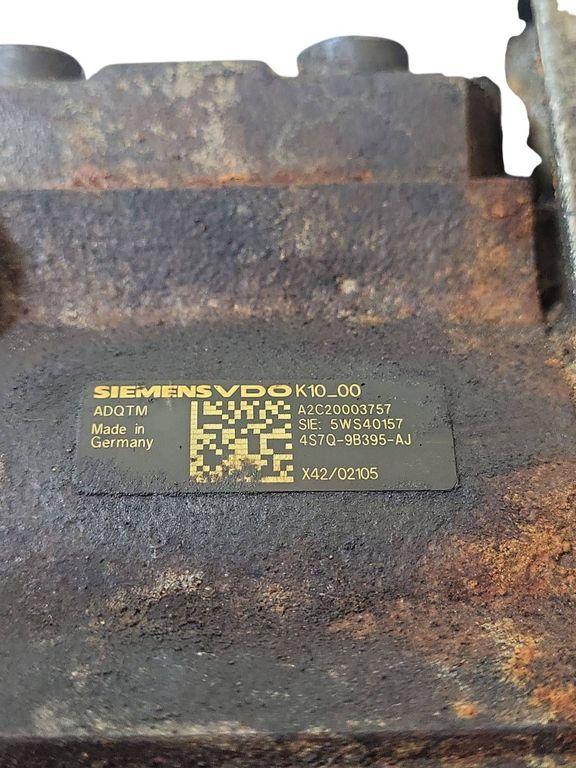 SIEMENSVDO K10_00
ADQTM A2C20003757
Made in SIE: 5WS40157
Germany 4S7Q-9B395-AJ
X42/02105